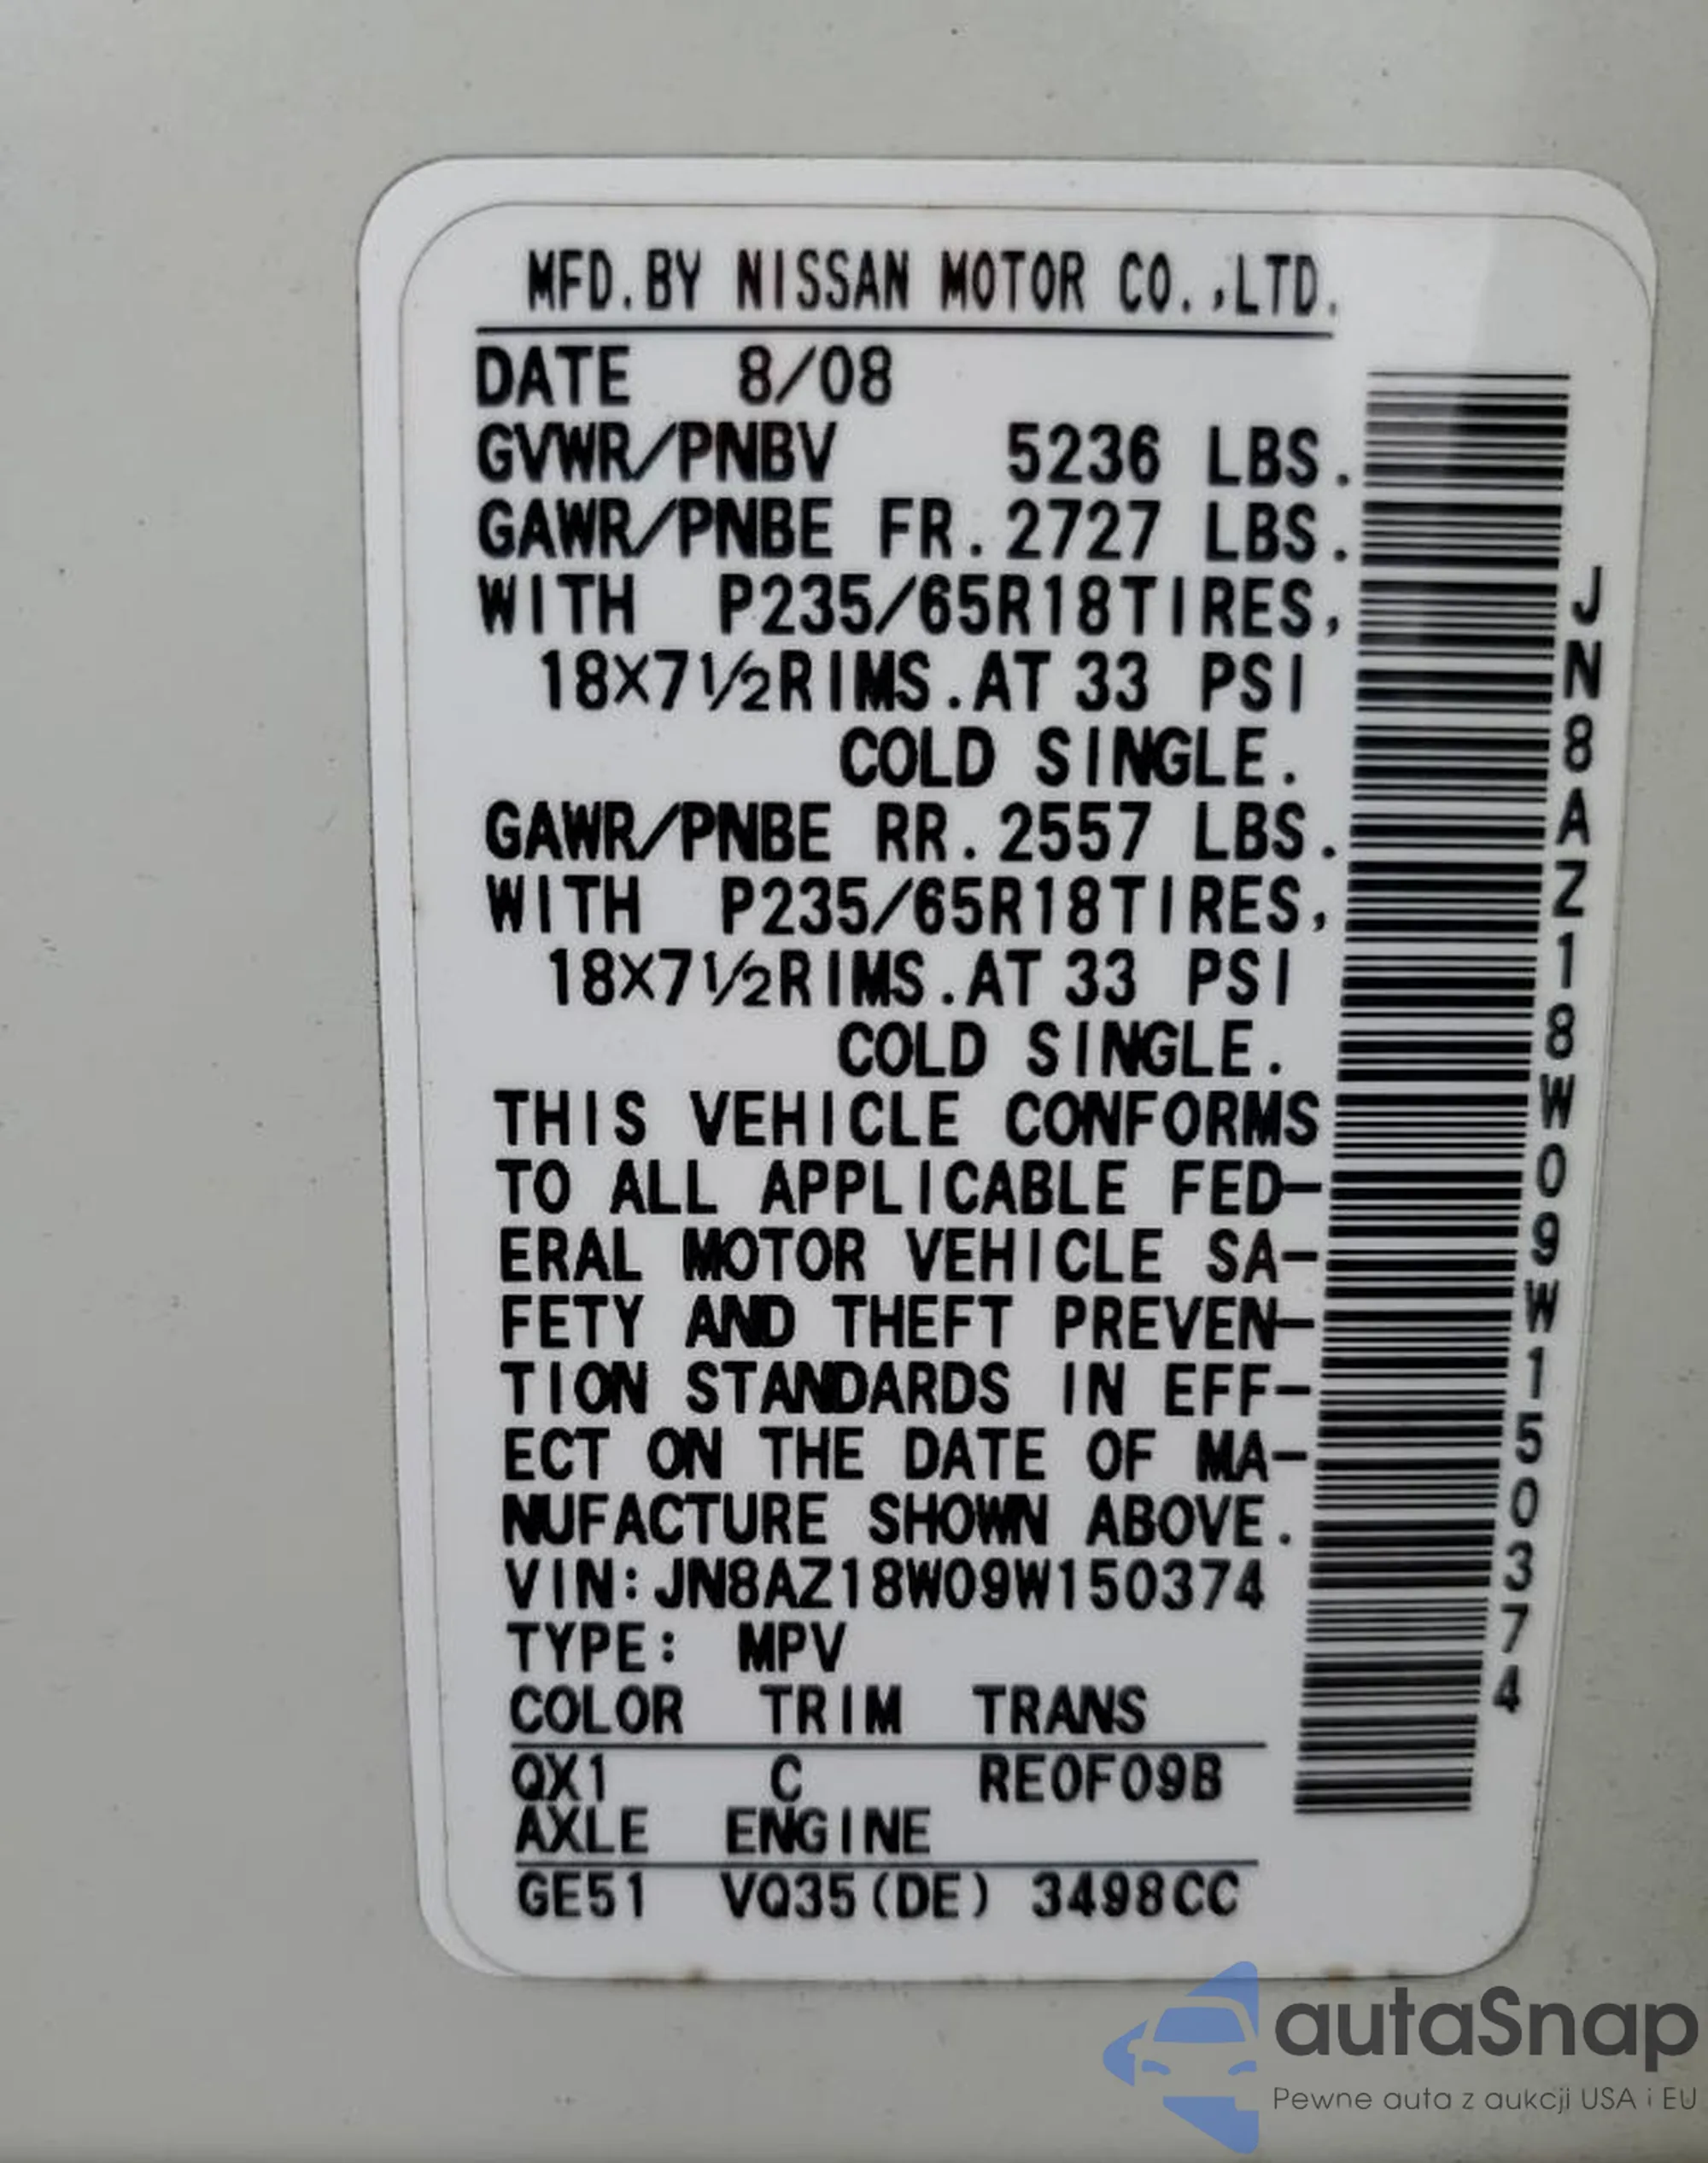 MFD.BY NISSAN MOTOR CO.,LTD.
DATE 8/08
GVWR/PNBV 5236 LBS.
GAWR/PNBE FR.2727 LBS.
WITH P235/65R18TIRES,
18X7½RIMS.AT 33 PSI
COLD SINGLE.
GAWR/PNBE RR.2557 LBS.
WITH P235/65R18TIRES,
18X7½RIMS.AT 33 PSI
COLD SINGLE.
THIS VEHICLE CONFORMS
TO ALL APPLICABLE FED-
ERAL MOTOR VEHICLE SA-
FETY AND THEFT PREVEN-
TION STANDARDS IN EFF-
ECT ON THE DATE OF MA-
NUFACTURE SHOWN ABOVE.
VIN:JN8AZ18W09W150374
TYPE: MPV
COLOR TRIM TRANS
QX1 C RE0F09B
AXLE ENGINE
GE51 VQ35(DE) 3498CC
JN8AZ18W09W150374
autaSnap
Pewne auta z aukcji USA i EU